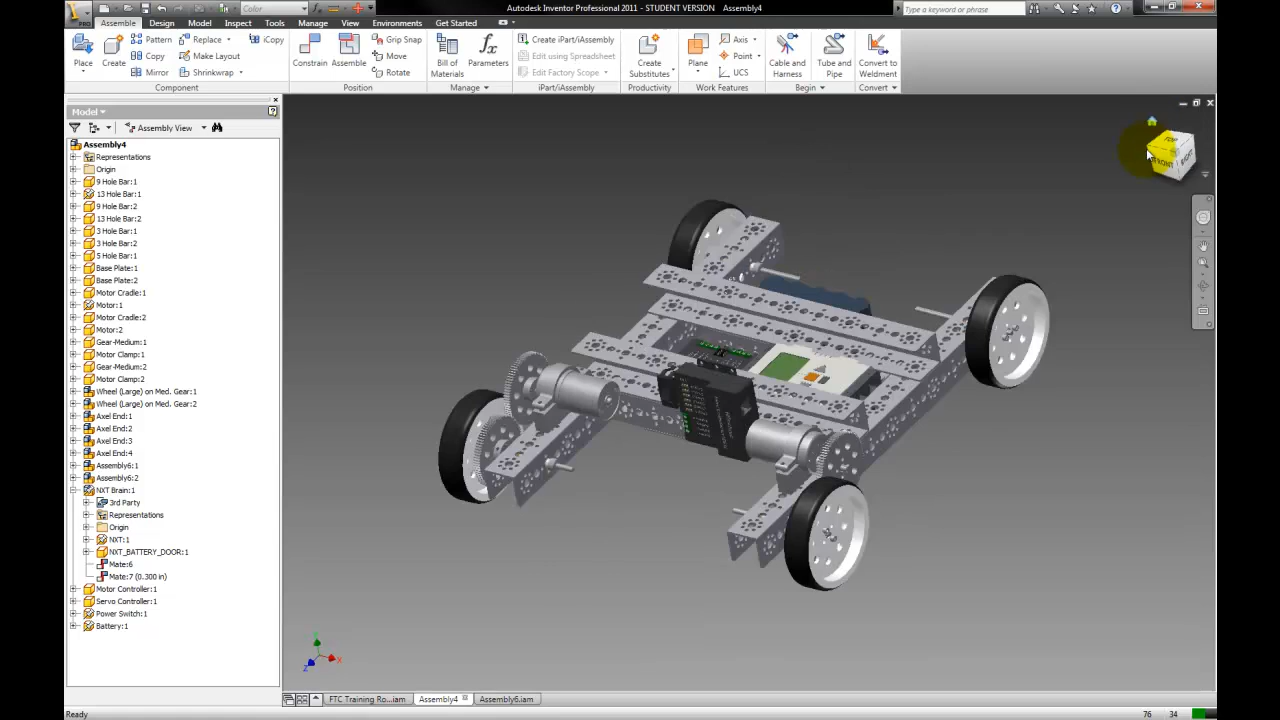 Autodesk Inventor Professional 2011 - STUDENT VERSION Assembly4
Type a keyword or phrase
PRO
Color
Assemble Design Model Inspect Tools Manage View Environments Get Started
Place
Create
Pattern
Copy
Mirror
Replace
Make Layout
Shrinkwrap
iCopy
Component
Constrain
Assemble
Grip Snap
Move
Rotate
Position
Bill of Materials
Parameters
Manage
Create iPart/iAssembly
Edit using Spreadsheet
Edit Factory Scope
iPart/iAssembly
Create Substitutes
Productivity
Plane
Axis
Point
UCS
Work Features
Cable and Harness
Tube and Pipe
Begin
Convert to Weldment
Convert
Model
Assembly View
Assembly4
Representations
Origin
9 Hole Bar:1
13 Hole Bar:1
9 Hole Bar:2
13 Hole Bar:2
3 Hole Bar:1
3 Hole Bar:2
5 Hole Bar:1
Base Plate:1
Base Plate:2
Motor Cradle:1
Motor:1
Motor Cradle:2
Motor:2
Gear-Medium:1
Motor Clamp:1
Gear-Medium:2
Motor Clamp:2
Wheel (Large) on Med. Gear:1
Wheel (Large) on Med. Gear:2
Axel End:1
Axel End:2
Axel End:3
Axel End:4
Assembly6:1
Assembly6:2
NXT Brain:1
3rd Party
Representations
Origin
NXT:1
NXT_BATTERY_DOOR:1
Mate:6
Mate:7 (0.300 in)
Motor Controller:1
Servo Controller:1
Power Switch:1
Battery:1
TOP
FRONT
RIGHT
Y
X
Z
FTC Training Ro...iam Assembly4 Assembly6.iam
Ready
76 34